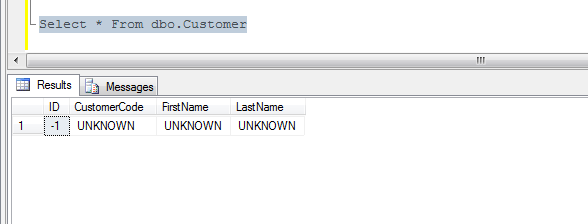 Select * From dbo.Customer
Results Messages
ID CustomerCode FirstName LastName
1 -1 UNKNOWN UNKNOWN UNKNOWN